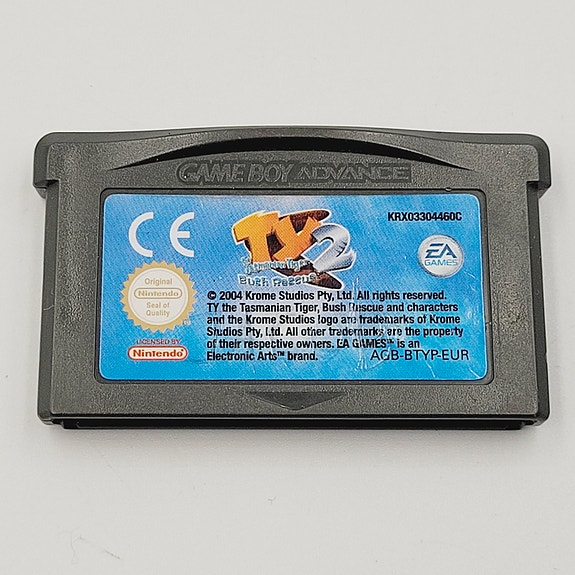 GAME BOY ADVANCE
CE
KRX03304460C
TY 2
the Tasmanian Tiger
Bush Rescue
EA
GAMES
Original
Nintendo
Seal of
Quality
LICENSED BY
Nintendo
© 2004 Krome Studios Pty, Ltd. All rights reserved.
TY the Tasmanian Tiger, Bush Rescue and characters
and the Krome Studios logo are trademarks of Krome
Studios Pty, Ltd. All other trademarks are the property
of their respective owners. EA GAMES™ is an
Electronic Arts™ brand.
AGB-BTYP-EUR